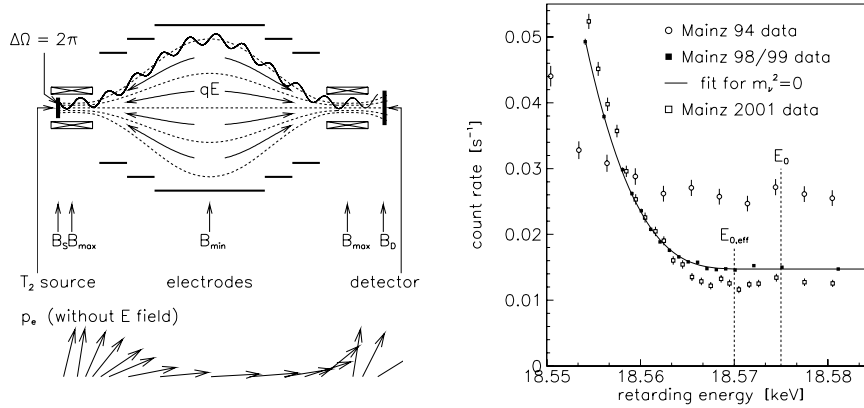 ΔΩ = 2π
qE
B_S B_max
B_min
B_max B_D
T_2 source
electrodes
detector
p_e (without E field)
count rate [s⁻¹]
0.05
0.04
0.03
0.02
0.01
0
Mainz 94 data
Mainz 98/99 data
fit for m_ν²=0
Mainz 2001 data
E_0
E_0,eff
18.55
18.56
18.57
18.58
retarding energy [keV]